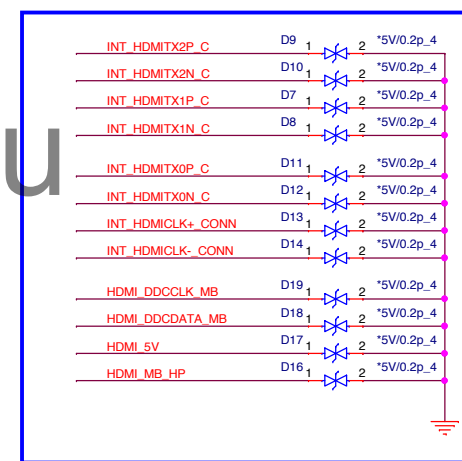 INT_HDMITX2P_C D9 1 2 *5V/0.2p_4
INT_HDMITX2N_C D10 1 2 *5V/0.2p_4
INT_HDMITX1P_C D7 1 2 *5V/0.2p_4
INT_HDMITX1N_C D8 1 2 *5V/0.2p_4
u
INT_HDMITX0P_C D11 1 2 *5V/0.2p_4
INT_HDMITX0N_C D12 1 2 *5V/0.2p_4
INT_HDMICLK+_CONN D13 1 2 *5V/0.2p_4
INT_HDMICLK-_CONN D14 1 2 *5V/0.2p_4
HDMI_DDCCLK_MB D19 1 2 *5V/0.2p_4
HDMI_DDCDATA_MB D18 1 2 *5V/0.2p_4
HDMI_5V D17 1 2 *5V/0.2p_4
HDMI_MB_HP D16 1 2 *5V/0.2p_4